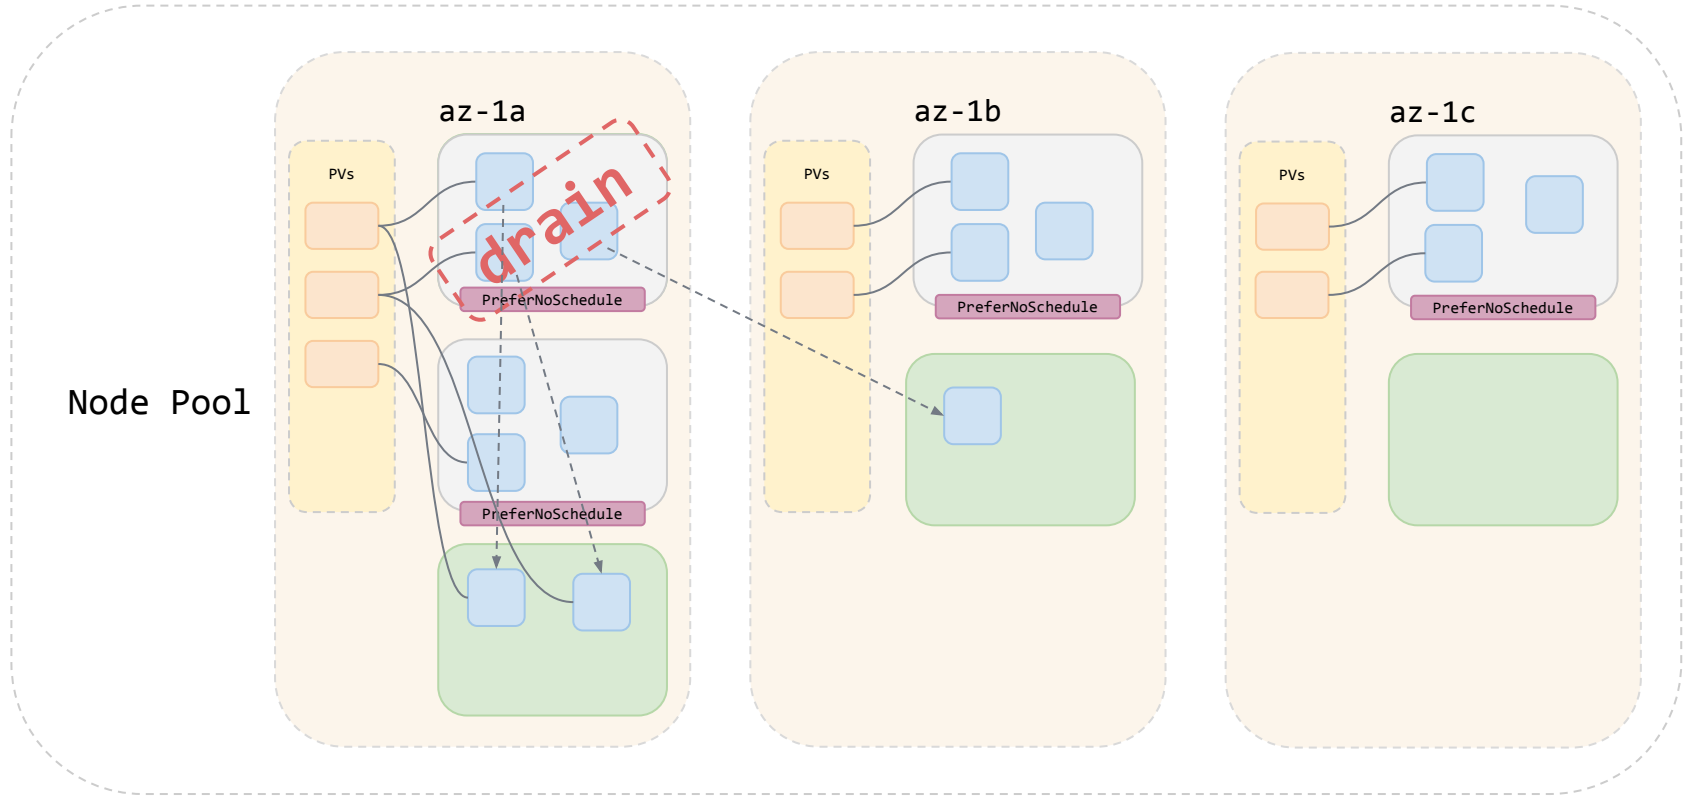 Node Pool
az-1a
PVs
drain
PreferNoSchedule
PreferNoSchedule
az-1b
PVs
PreferNoSchedule
az-1c
PVs
PreferNoSchedule